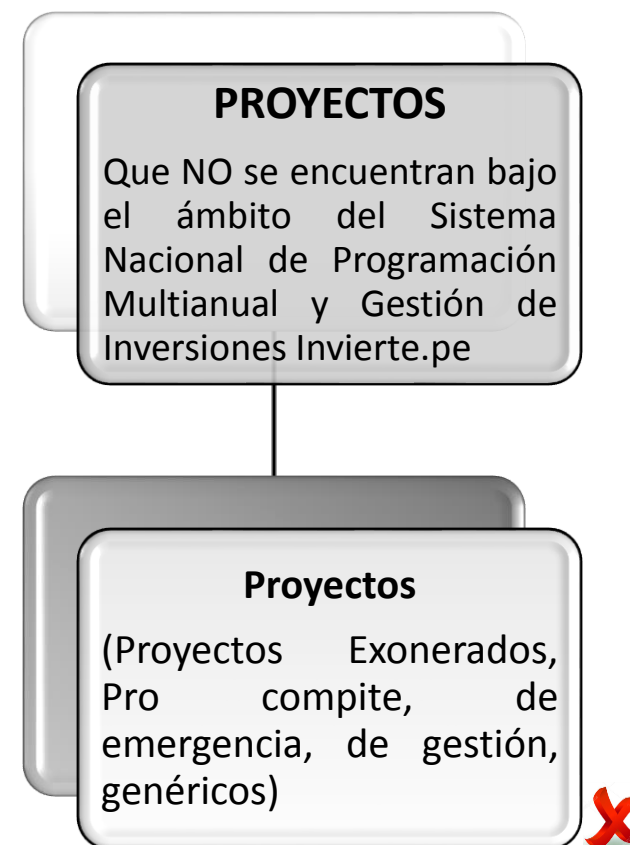 PROYECTOS
Que NO se encuentran bajo
el ámbito del Sistema
Nacional de Programación
Multianual y Gestión de
Inversiones Invierte.pe
Proyectos
(Proyectos Exonerados,
Pro compite, de
emergencia, de gestión,
genéricos)